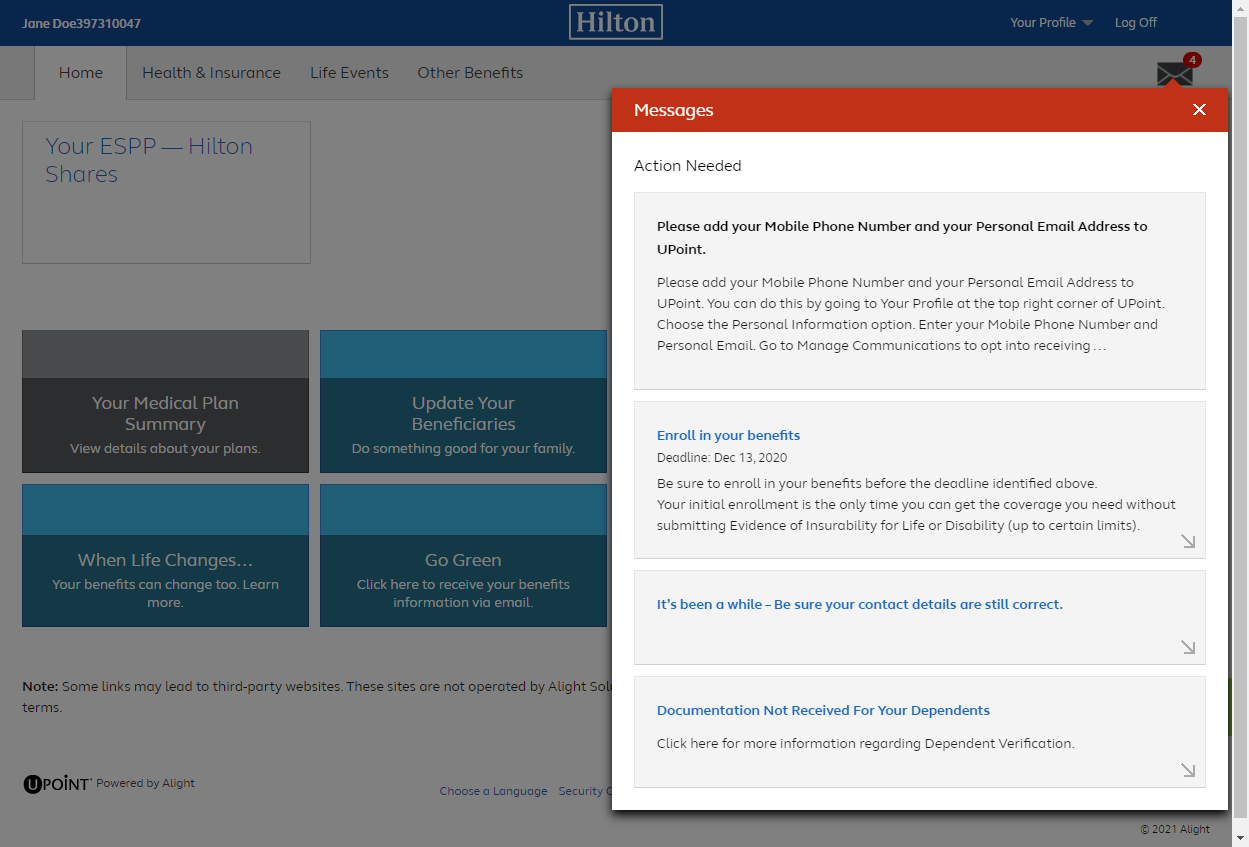 Jane Doe397310047
Hilton
Your Profile
Log Off
Home
Health & Insurance
Life Events
Other Benefits
4
Your ESPP — Hilton
Shares
Your Medical Plan
Summary
View details about your plans.
Update Your
Beneficiaries
Do something good for your family.
When Life Changes...
Your benefits can change too. Learn
more.
Go Green
Click here to receive your benefits
information via email.
Note: Some links may lead to third-party websites. These sites are not operated by Alight
terms.
UPOINT Powered by Alight
Choose a Language
Security
© 2021 Alight
Messages
Action Needed
Please add your Mobile Phone Number and your Personal Email Address to
UPoint.
Please add your Mobile Phone Number and your Personal Email Address to
UPoint. You can do this by going to Your Profile at the top right corner of UPoint.
Choose the Personal Information option. Enter your Mobile Phone Number and
Personal Email. Go to Manage Communications to opt into receiving ...
Enroll in your benefits
Deadline: Dec 13, 2020
Be sure to enroll in your benefits before the deadline identified above.
Your initial enrollment is the only time you can get the coverage you need without
submitting Evidence of Insurability for Life or Disability (up to certain limits).
It's been a while – Be sure your contact details are still correct.
Documentation Not Received For Your Dependents
Click here for more information regarding Dependent Verification.